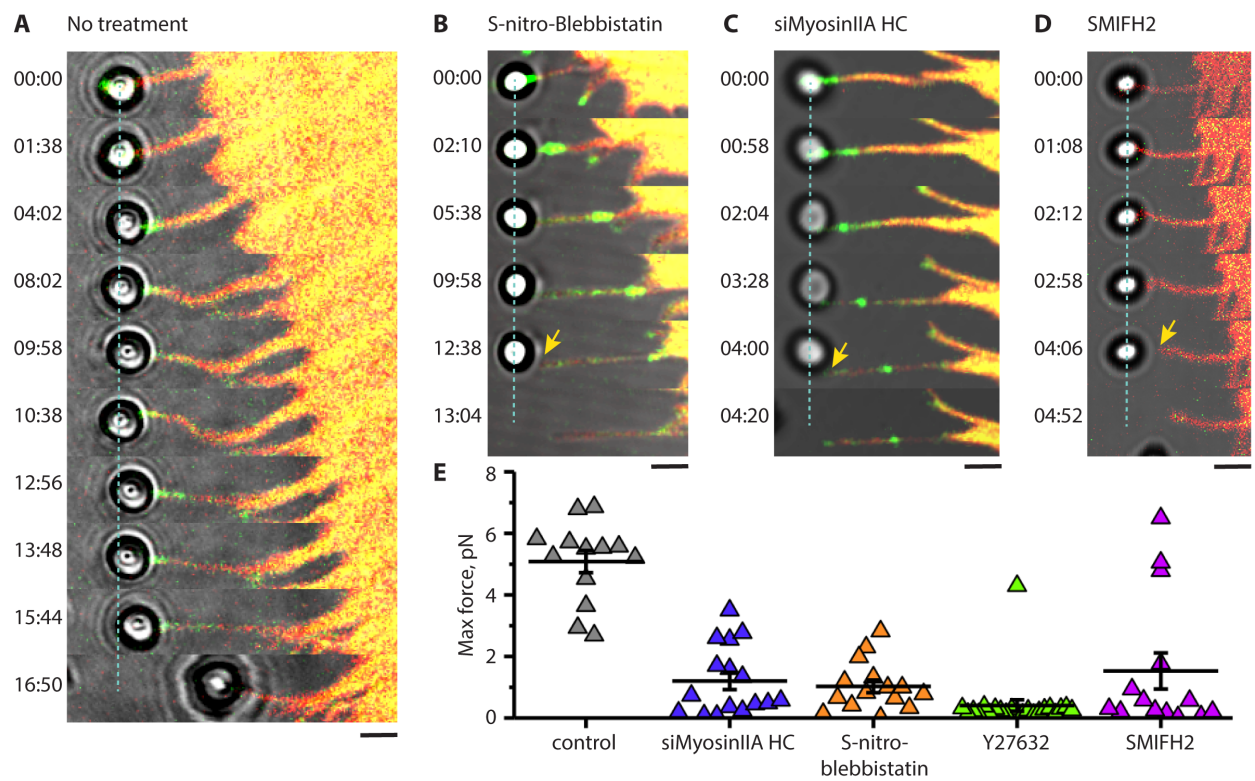 A No treatment
00:00
01:38
04:02
08:02
09:58
10:38
12:56
13:48
15:44
16:50
B S-nitro-Blebbistatin
00:00
02:10
05:38
09:58
12:38
13:04
C siMyosinIIA HC
00:00
00:58
02:04
03:28
04:00
04:20
D SMIFH2
00:00
01:08
02:12
02:58
04:06
04:52
E
Max force, pN
8
6
4
2
0
control
siMyosinIIA HC
S-nitro-
blebbistatin
Y27632
SMIFH2